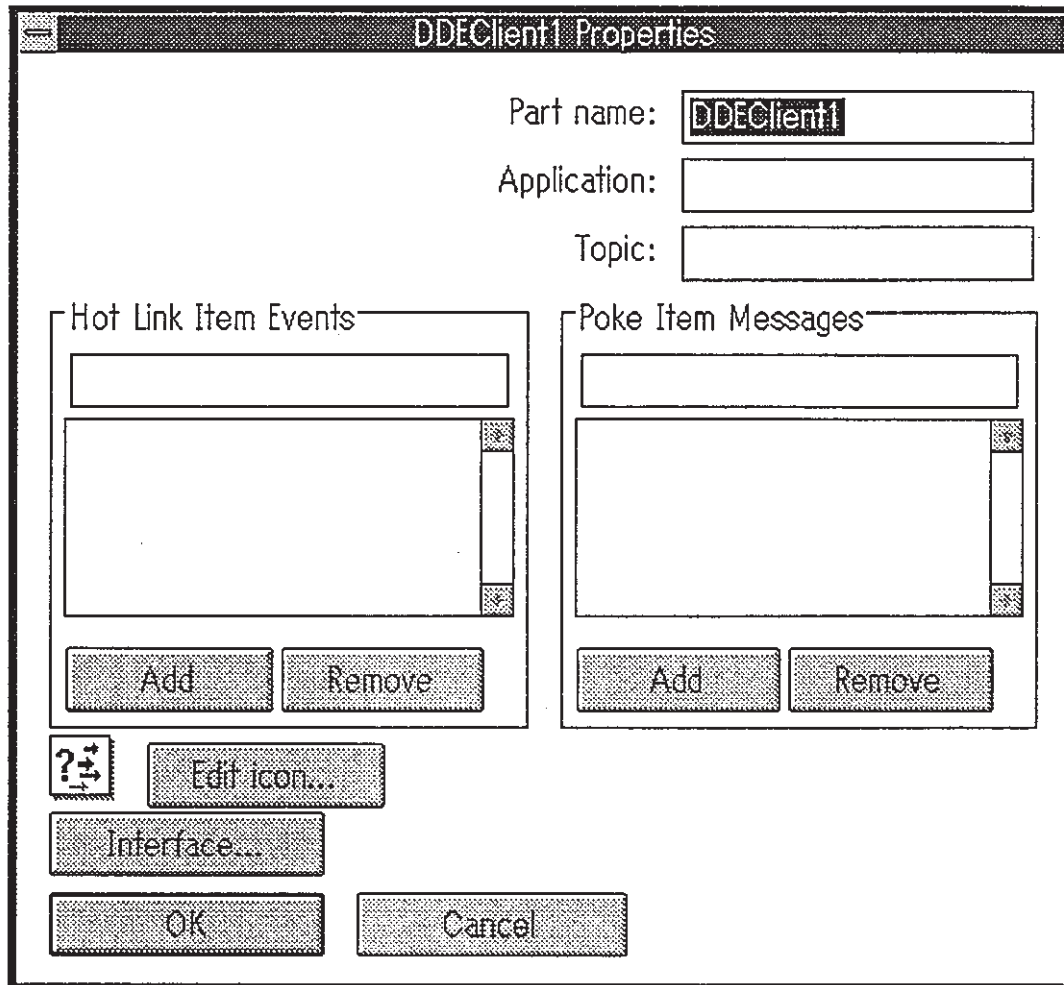 DDEClient1 Properties
Part name: DDEClient1
Application:
Topic:
Hot Link Item Events
Poke Item Messages
Add Remove
Add Remove
? Edit icon...
Interface...
OK Cancel